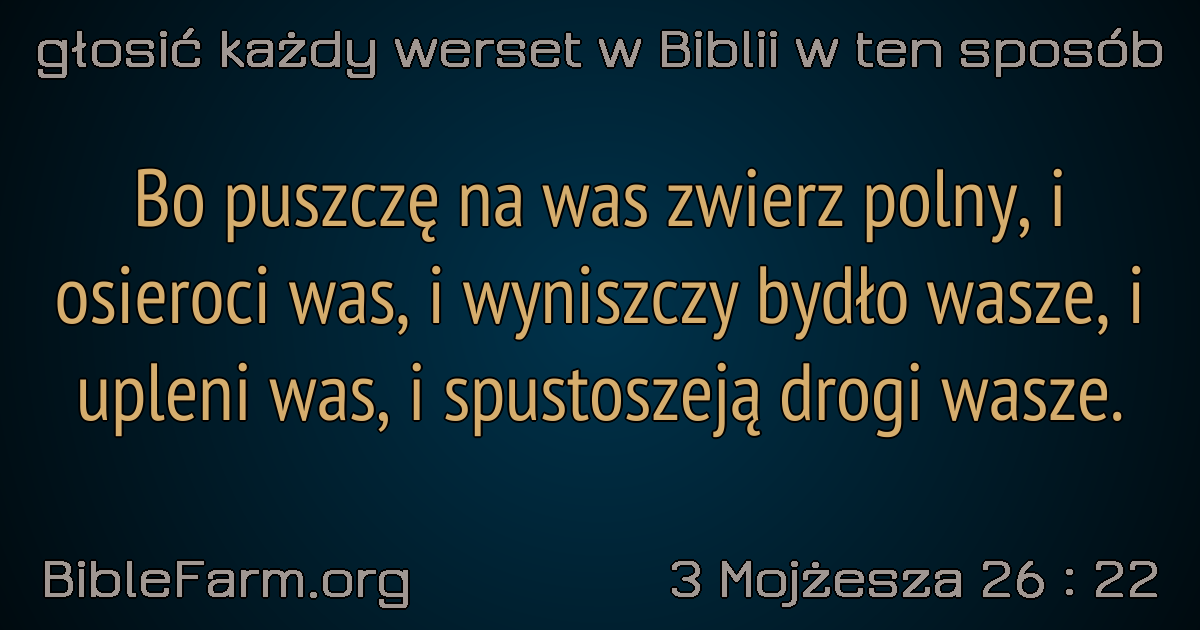 głosić każdy werset w Biblii w ten sposób
Bo puszczę na was zwierz polny, i
osieroci was, i wyniszczy bydło wasze, i
upleni was, i spustoszeją drogi wasze.
BibleFarm.org
3 Mojżesza 26 : 22